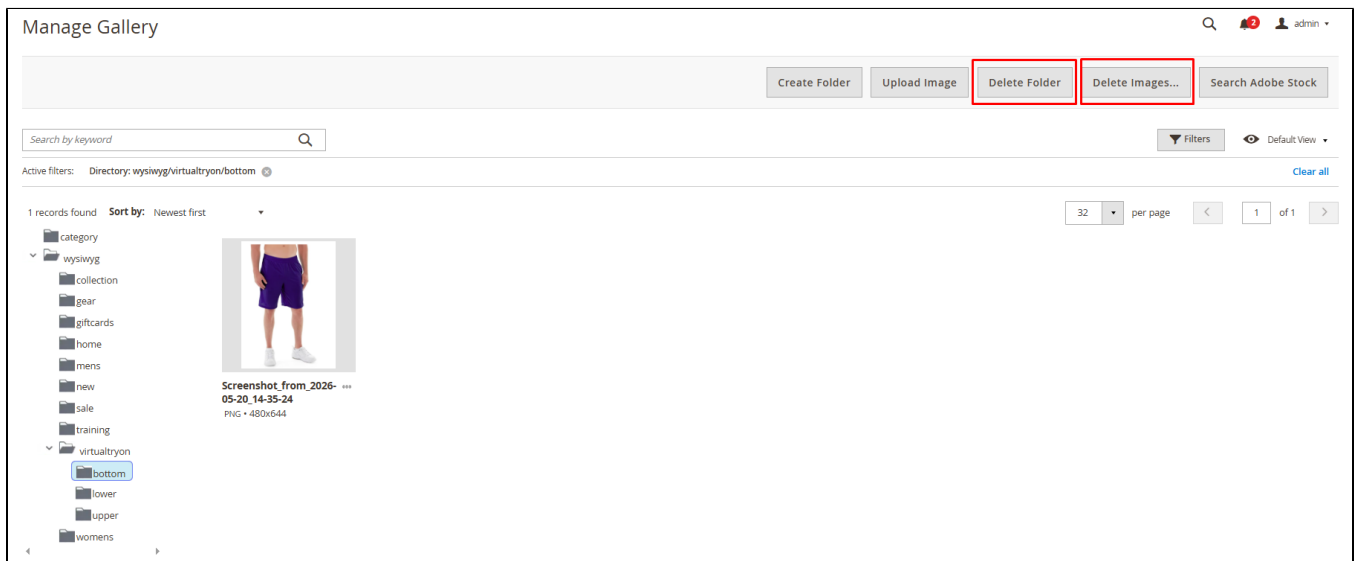 Manage Gallery
2
admin
Create Folder
Upload Image
Delete Folder
Delete Images...
Search Adobe Stock
Search by keyword
Filters
Default View
Active filters: Directory: wysiwyg/virtualtryon/bottom
Clear all
1 records found Sort by: Newest first
32 per page
1 of 1
category
wysiwyg
collection
gear
giftcards
home
mens
new
sale
training
virtualtryon
bottom
lower
upper
womens
Screenshot_from_2026-
05-20_14-35-24
PNG • 480x644